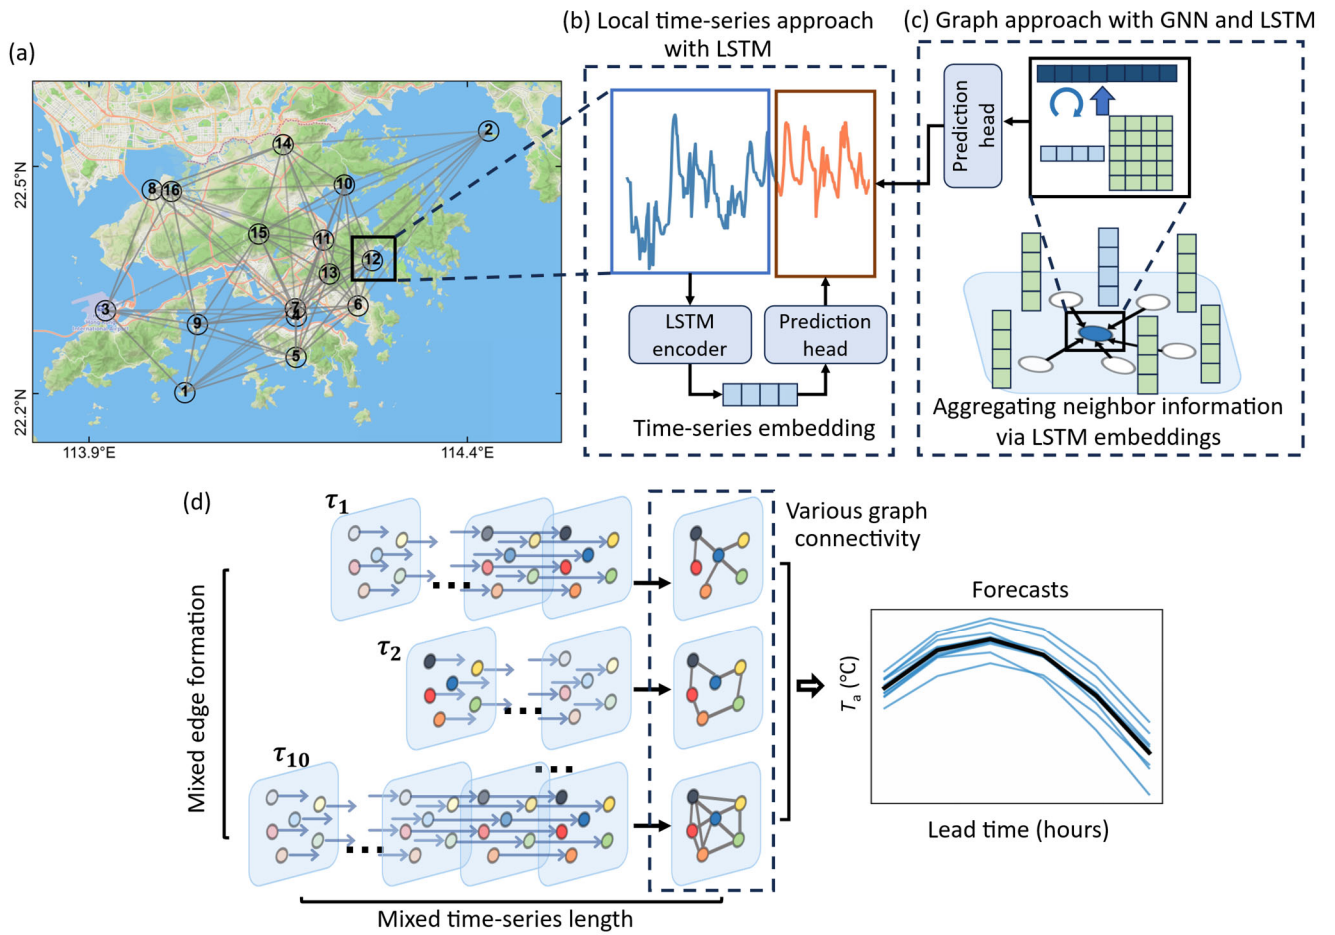 (a)
(b) Local time-series approach
with LSTM
(c) Graph approach with GNN and LSTM
22.5°N
22.2°N
113.9°E
114.4°E
2
14
8
16
10
15
11
12
13
3
7
4
6
9
5
1
LSTM
encoder
Prediction
head
Time-series embedding
Prediction
head
Aggregating neighbor information
via LSTM embeddings
(d)
τ1
τ2
τ10
Mixed edge formation
Mixed time-series length
Various graph
connectivity
Forecasts
Ta (°C)
Lead time (hours)